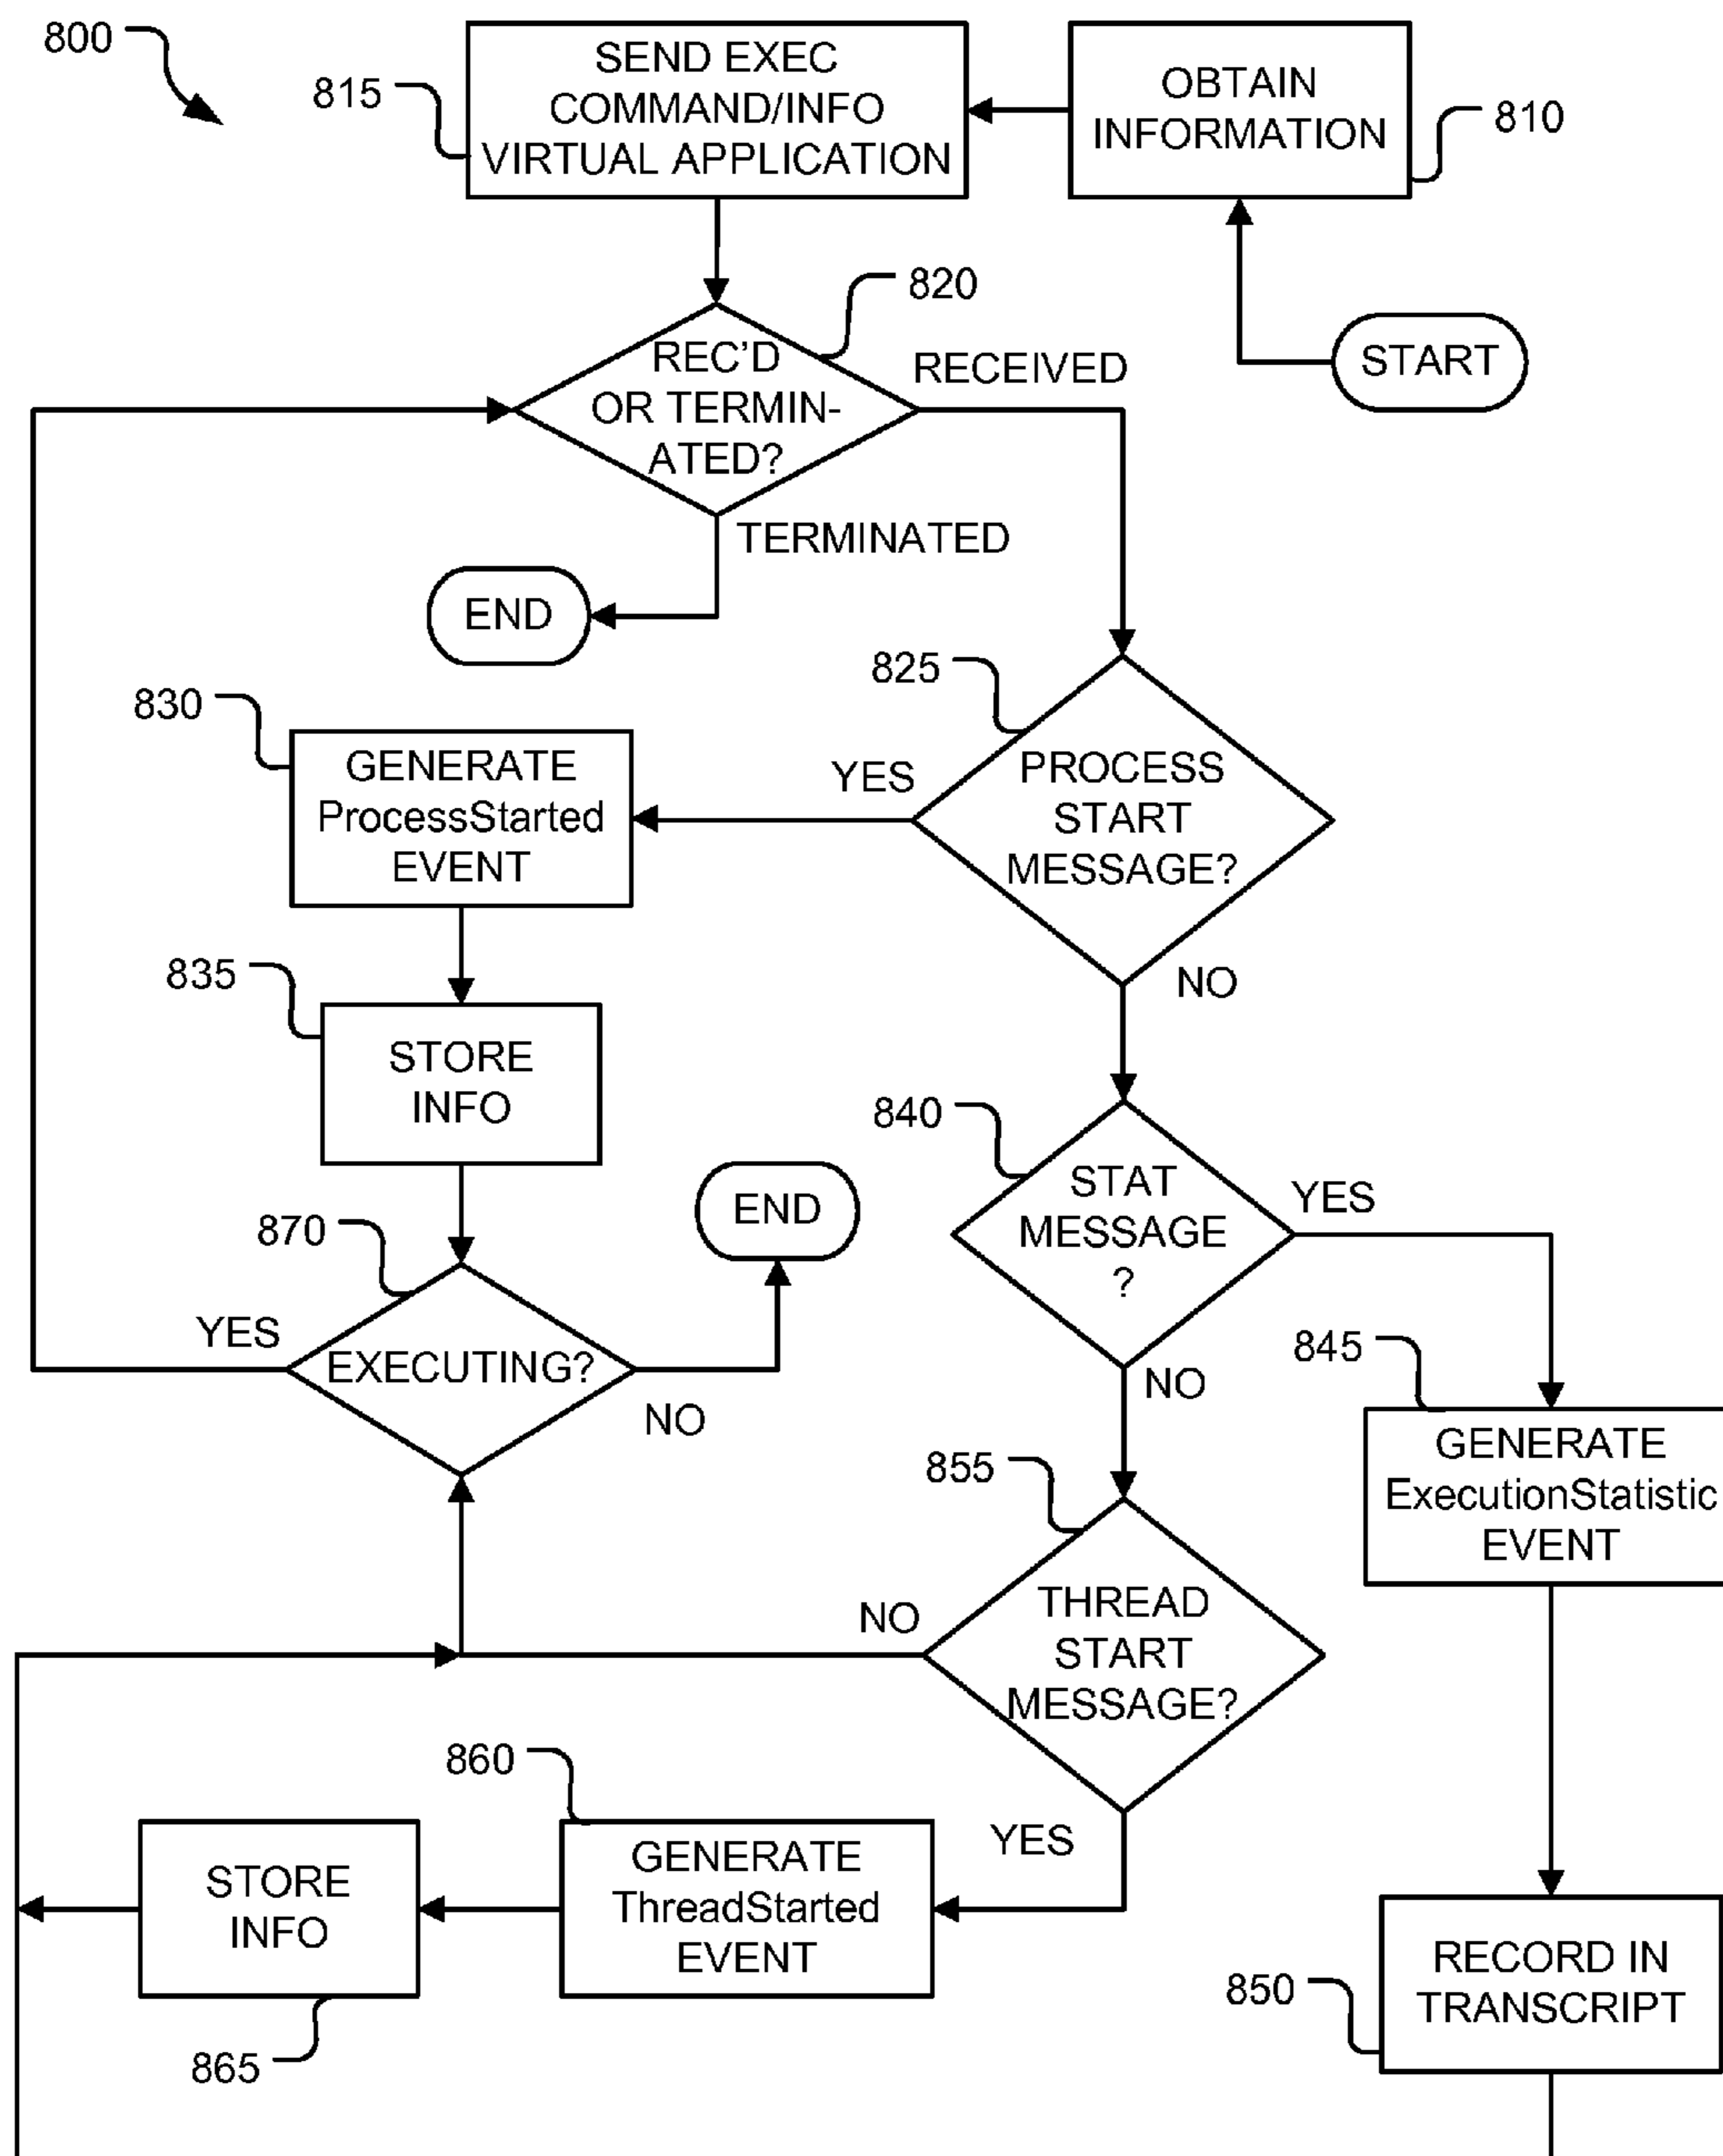 800
815
SEND EXEC
COMMAND/INFO
VIRTUAL APPLICATION
OBTAIN
INFORMATION
810
820
REC'D
OR TERMIN-
ATED?
RECEIVED
START
TERMINATED
END
825
830
GENERATE
ProcessStarted
EVENT
YES
PROCESS
START
MESSAGE?
NO
835
STORE
INFO
840
STAT
MESSAGE
?
YES
END
870
YES
EXECUTING?
NO
NO
845
GENERATE
ExecutionStatistic
EVENT
855
NO
THREAD
START
MESSAGE?
860
YES
STORE
INFO
GENERATE
ThreadStarted
EVENT
865
850
RECORD IN
TRANSCRIPT